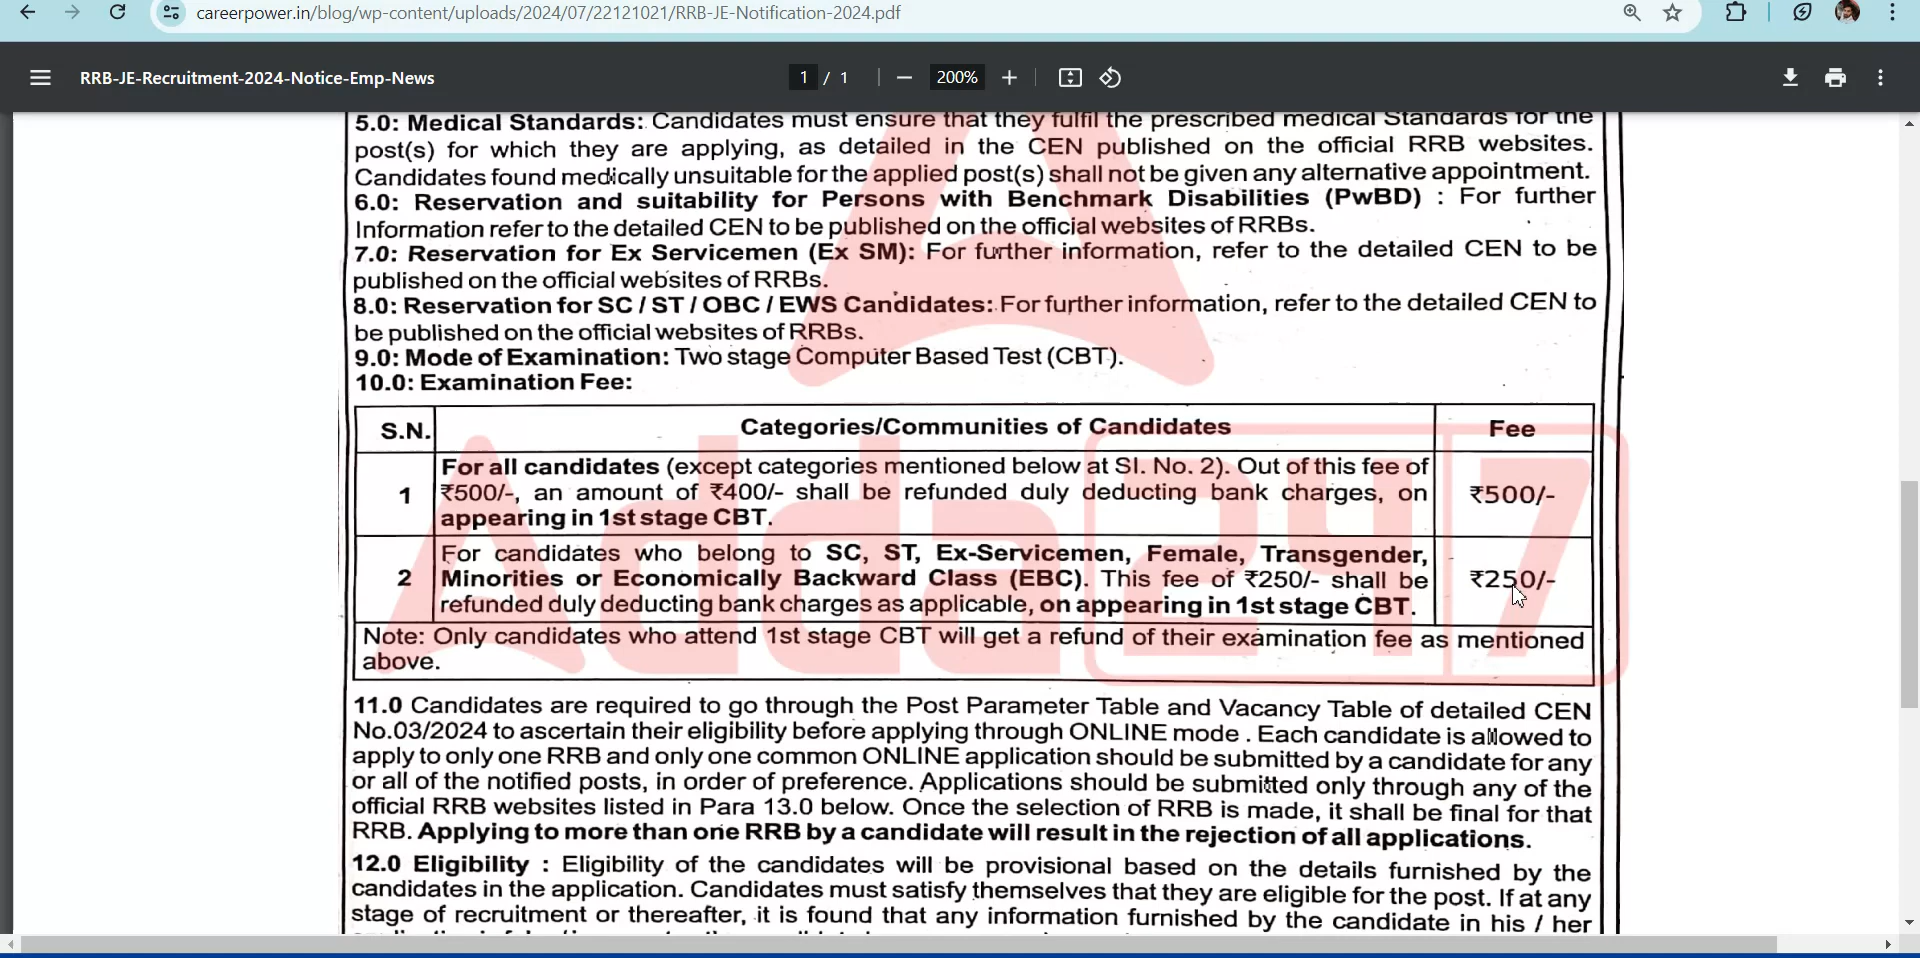 careerpower.in/blog/wp-content/uploads/2024/07/22121021/RRB-JE-Notification-2024.pdf
RRB-JE-Recruitment-2024-Notice-Emp-News
1 / 1
200%
5.0: Medical Standards: Candidates must ensure that they fulfil the prescribed medical Standards for the
post(s) for which they are applying, as detailed in the CEN published on the official RRB websites.
Candidates found medically unsuitable for the applied post(s) shall not be given any alternative appointment.
6.0: Reservation and suitability for Persons with Benchmark Disabilities (PwBD) : For further
Information refer to the detailed CEN to be published on the official websites of RRBs.
7.0: Reservation for Ex Servicemen (Ex SM): For further information, refer to the detailed CEN to be
published on the official websites of RRBs.
8.0: Reservation for SC / ST / OBC / EWS Candidates: For further information, refer to the detailed CEN to
be published on the official websites of RRBs.
9.0: Mode of Examination: Two stage Computer Based Test (CBT).
10.0: Examination Fee:
S.N. Categories/Communities of Candidates Fee
For all candidates (except categories mentioned below at SI. No. 2). Out of this fee of
1 ₹500/-, an amount of ₹400/- shall be refunded duly deducting bank charges, on ₹500/-
appearing in 1st stage CBT.
For candidates who belong to SC, ST, Ex-Servicemen, Female, Transgender,
2 Minorities or Economically Backward Class (EBC). This fee of ₹250/- shall be ₹250/-
refunded duly deducting bank charges as applicable, on appearing in 1st stage CBT.
Note: Only candidates who attend 1st stage CBT will get a refund of their examination fee as mentioned
above.
Adda 247
11.0 Candidates are required to go through the Post Parameter Table and Vacancy Table of detailed CEN
No.03/2024 to ascertain their eligibility before applying through ONLINE mode . Each candidate is allowed to
apply to only one RRB and only one common ONLINE application should be submitted by a candidate for any
or all of the notified posts, in order of preference. Applications should be submitted only through any of the
official RRB websites listed in Para 13.0 below. Once the selection of RRB is made, it shall be final for that
RRB. Applying to more than one RRB by a candidate will result in the rejection of all applications.
12.0 Eligibility : Eligibility of the candidates will be provisional based on the details furnished by the
candidates in the application. Candidates must satisfy themselves that they are eligible for the post. If at any
stage of recruitment or thereafter, it is found that any information furnished by the candidate in his / her